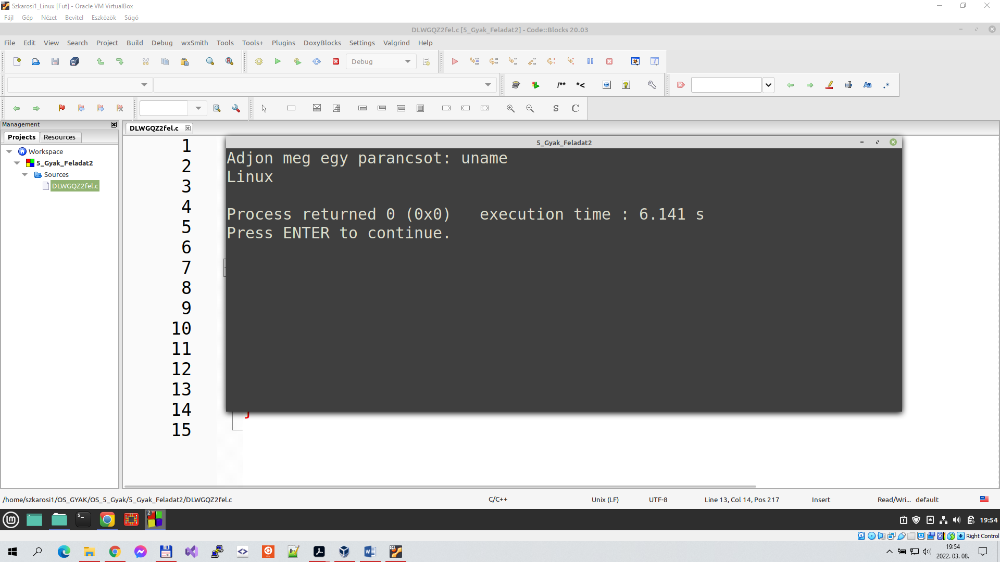 Szkarosi1_Linux [Fut] - Oracle VM VirtualBox
Fájl Gép Nézet Bevitel Eszközök Súgó
DLWGQZ2fel.c [5_Gyak_Feladat2] - Code::Blocks 20.03
File Edit View Search Project Build Debug wxSmith Tools Tools+ Plugins DoxyBlocks Settings Valgrind Help
Debug
/** *<
Aa .*
S C
Management
Projects Resources
Workspace
5_Gyak_Feladat2
Sources
DLWGQZ2fel.c
DLWGQZ2fel.c
1
2
3
4
5
6
7
8
9
10
11
12
13
14
15
5_Gyak_Feladat2
Adjon meg egy parancsot: uname
Linux
Process returned 0 (0x0)   execution time : 6.141 s
Press ENTER to continue.
/home/szkarosi1/OS_GYAK/OS_5_Gyak/5_Gyak_Feladat2/DLWGQZ2fel.c C/C++ Unix (LF) UTF-8 Line 13, Col 14, Pos 217 Insert Read/Wri... default
2
19:54
Right Control
19:54
2022. 03. 08.